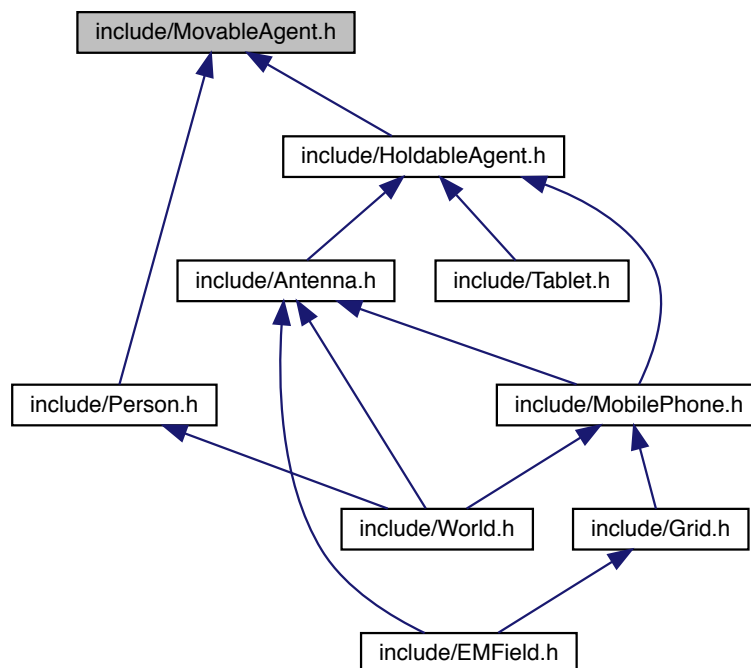 include/MovableAgent.h
include/HoldableAgent.h
include/Antenna.h
include/Tablet.h
include/Person.h
include/MobilePhone.h
include/World.h
include/Grid.h
include/EMField.h